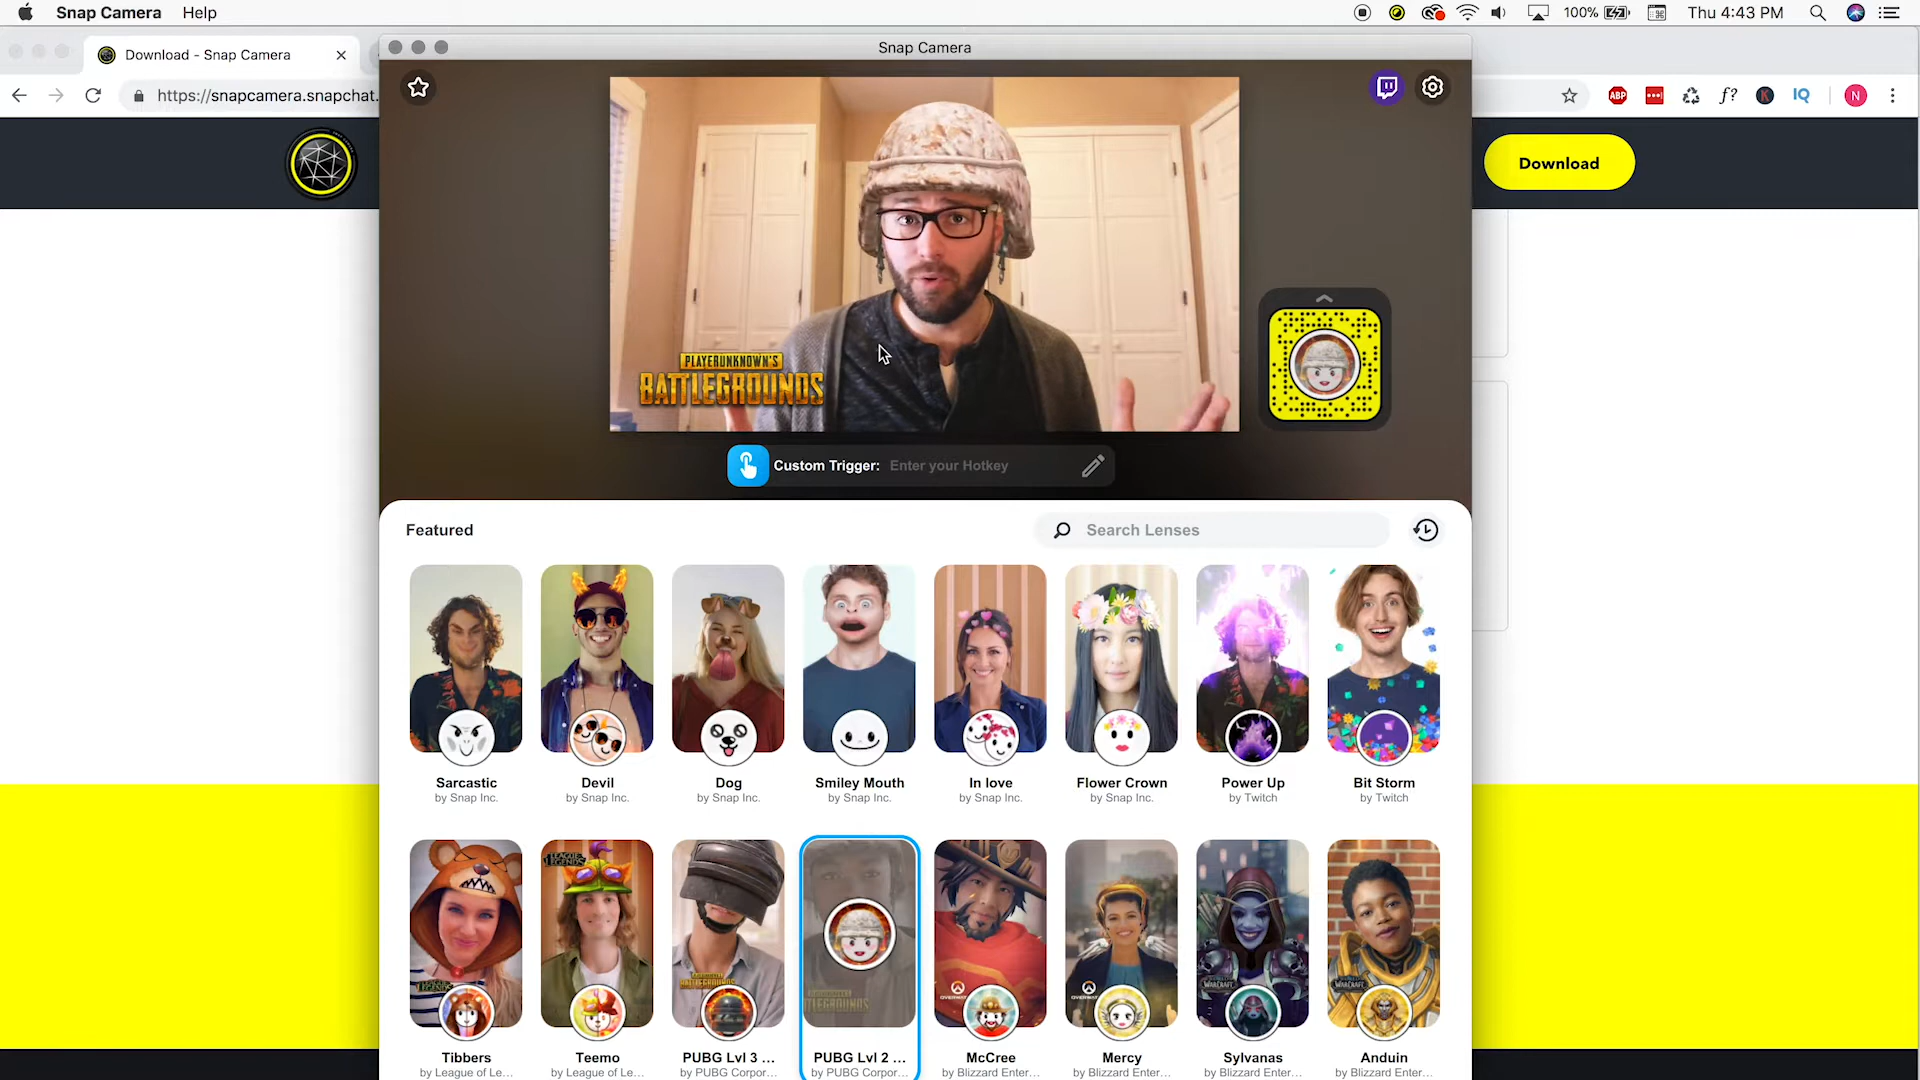 Snap Camera Help
100% Thu 4:43 PM
Download - Snap Camera
Snap Camera
https://snapcamera.snapchat.
ABP f? K IQ N
Download
PLAYERUNKNOWN'S
BATTLEGROUNDS
Custom Trigger: Enter your Hotkey
Featured
Search Lenses
Sarcastic
by Snap Inc.
Devil
by Snap Inc.
Dog
by Snap Inc.
Smiley Mouth
by Snap Inc.
In love
by Snap Inc.
Flower Crown
by Snap Inc.
Power Up
by Twitch
Bit Storm
by Twitch
Tibbers
by League of Le...
Teemo
by League of Le...
PUBG Lvl 3 ...
by PUBG Corpor...
PUBG Lvl 2 ...
by PUBG Corpor...
McCree
by Blizzard Enter...
Mercy
by Blizzard Enter...
Sylvanas
by Blizzard Enter...
Anduin
by Blizzard Enter...